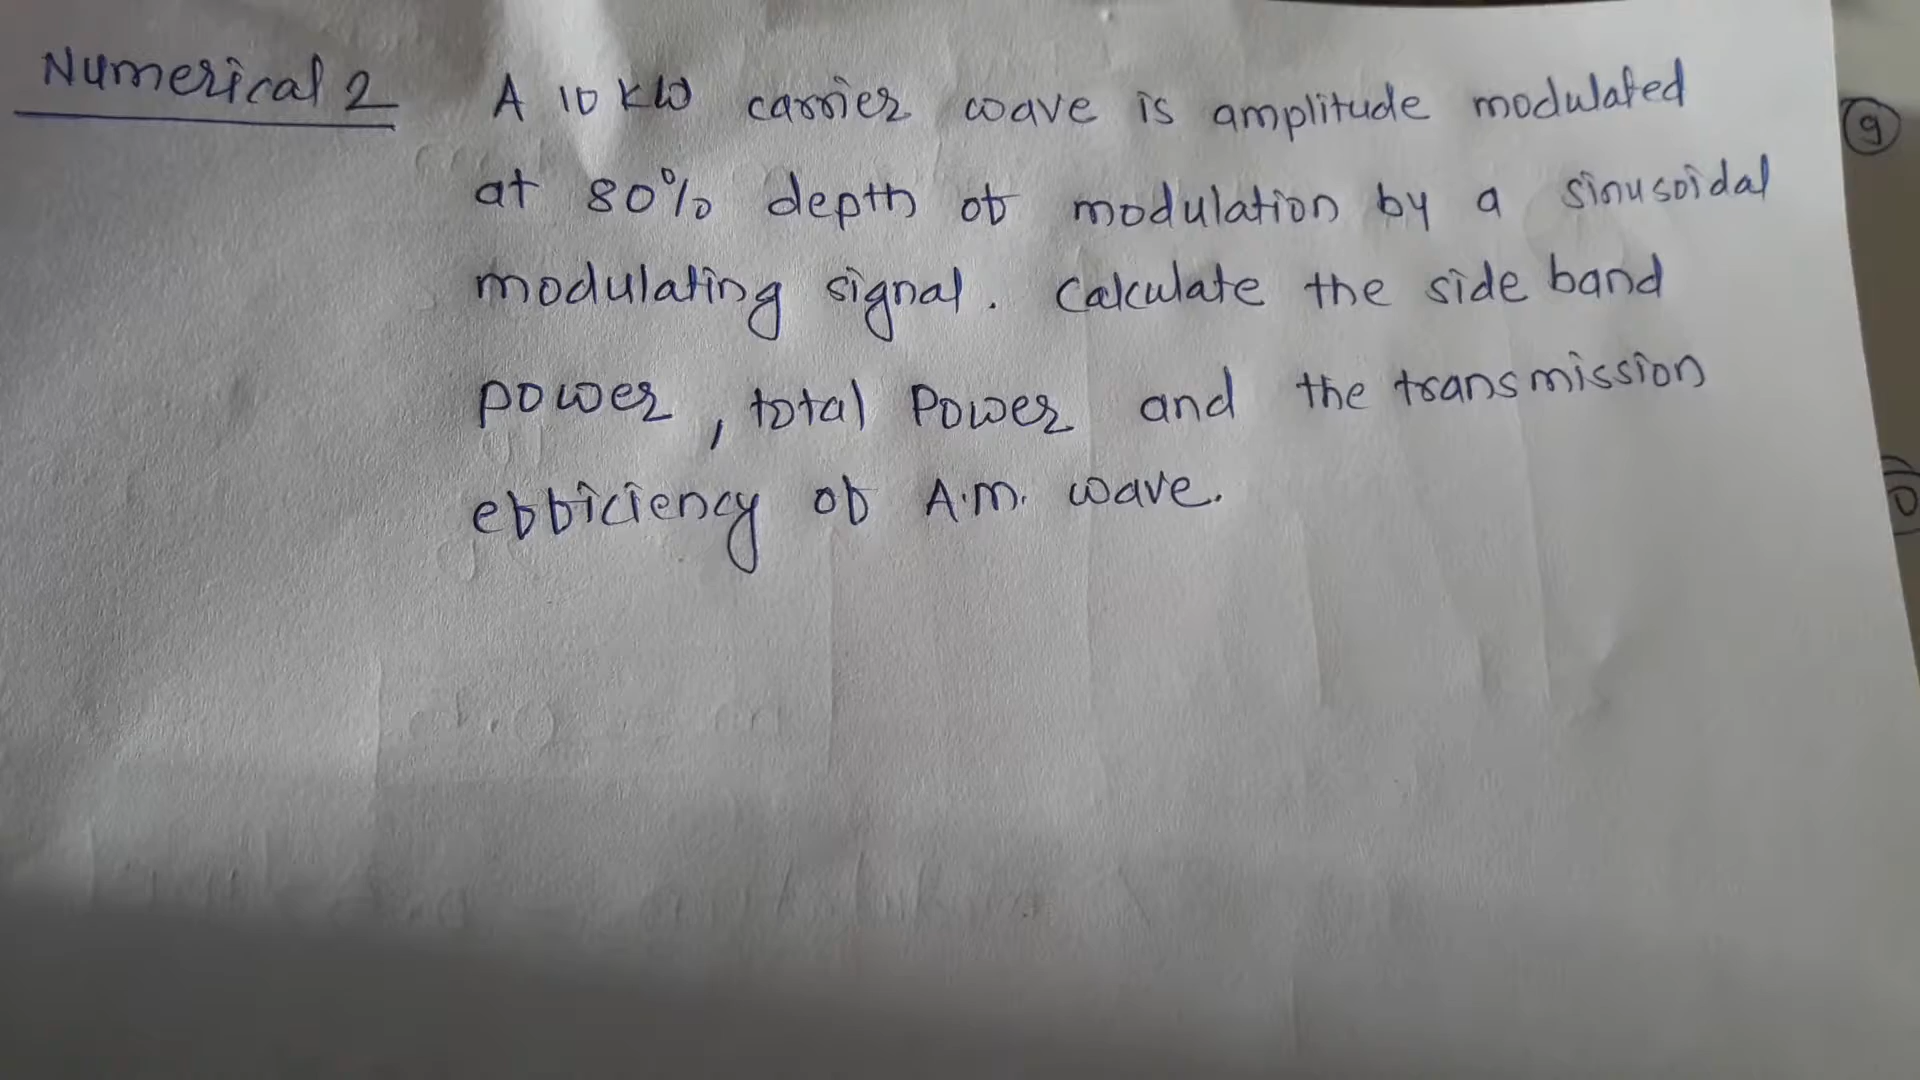 Numerical 2 A 10 KW carrier wave is amplitude modulated
at 80% depth of modulation by a sinusoidal
modulating signal. Calculate the side band
power, total Power and the transmission
efficiency of A.M. wave.
9